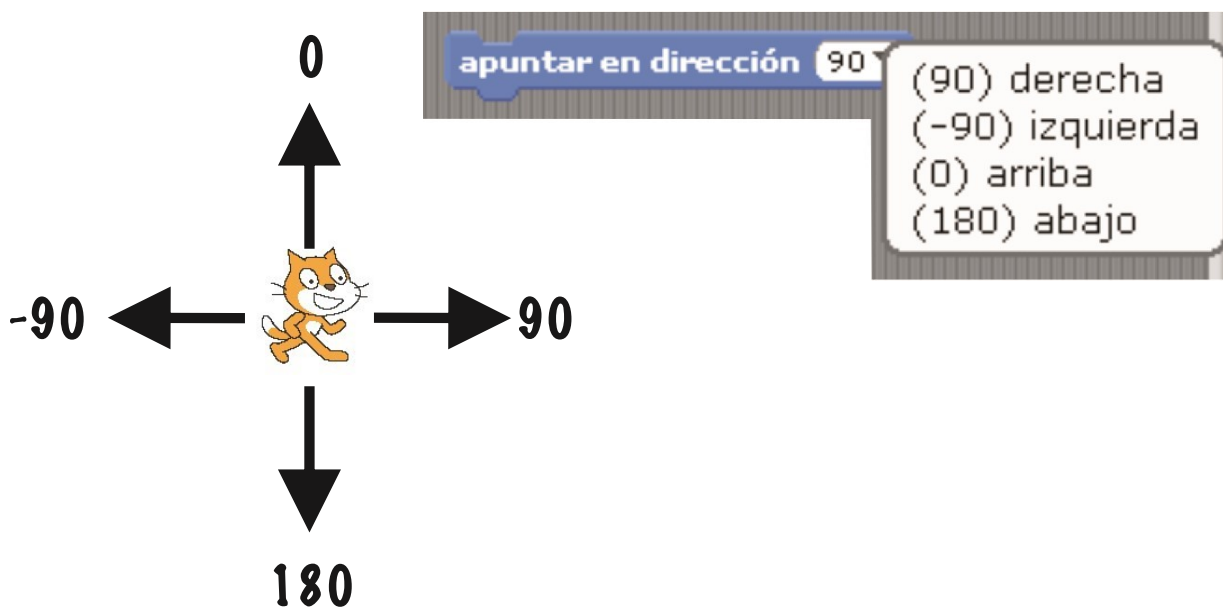 0
apuntar en dirección 90
(90) derecha
(-90) izquierda
(0) arriba
(180) abajo
-90
90
180